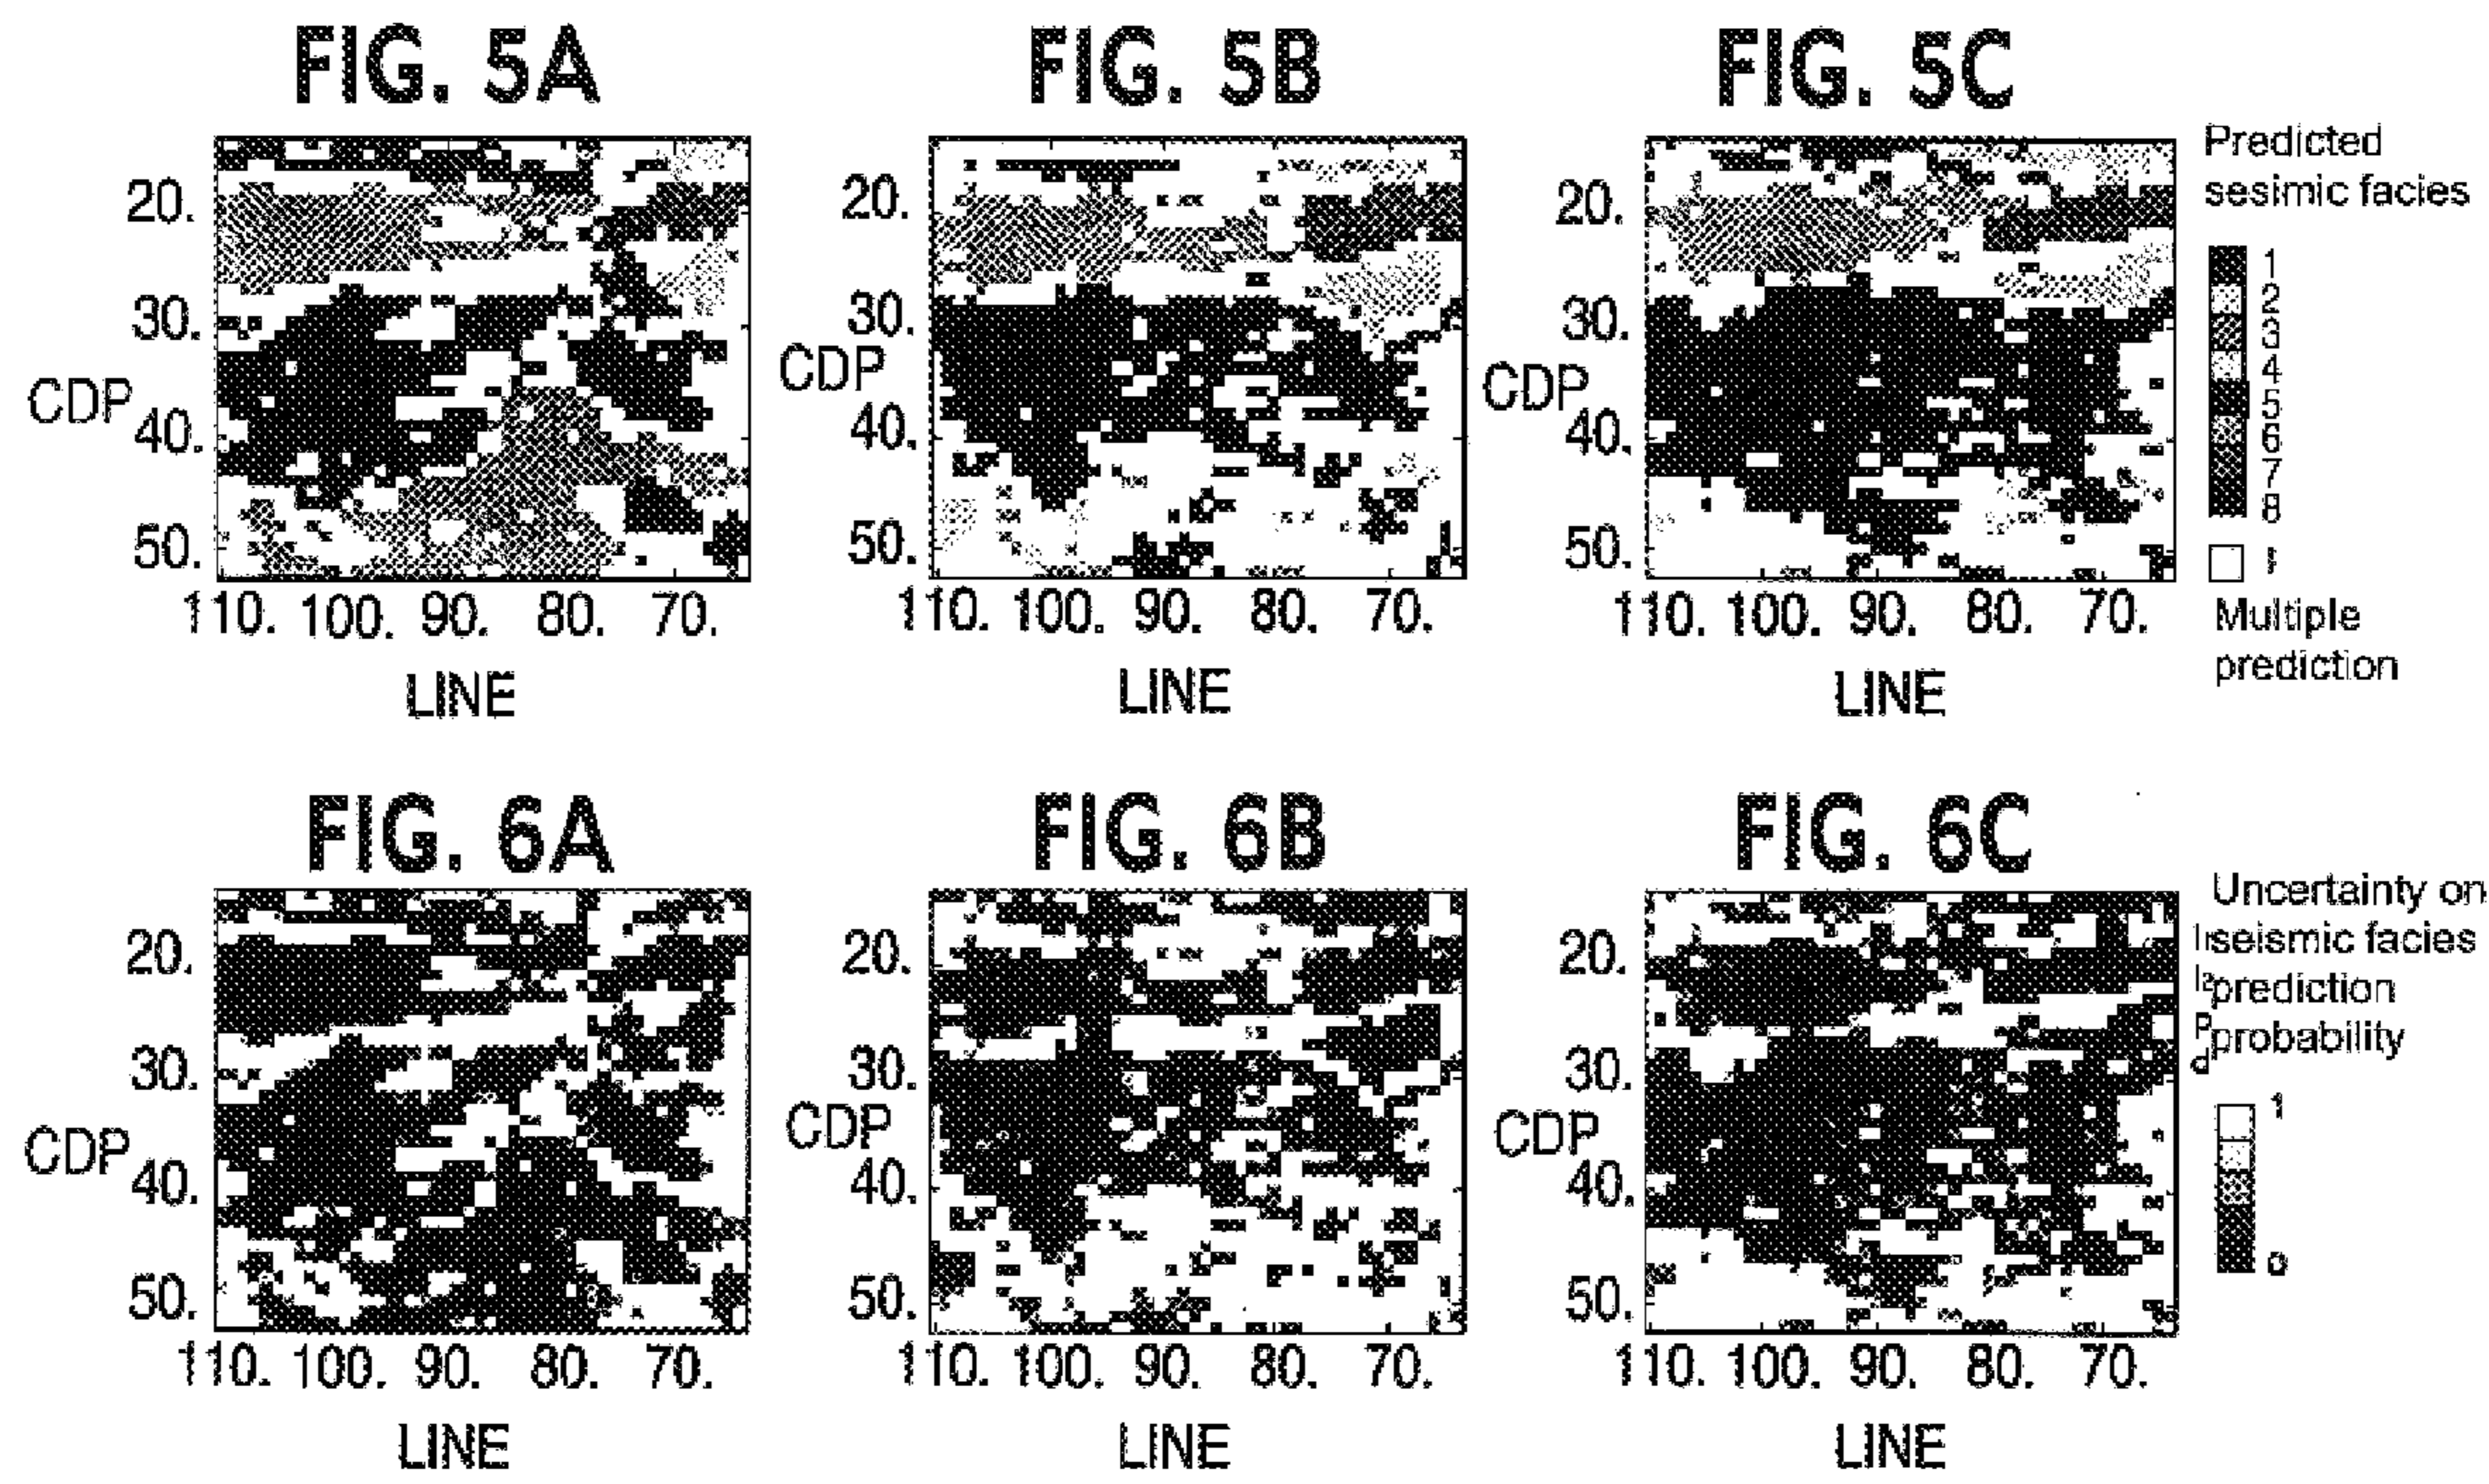 FIG. 5A
FIG. 5B
FIG. 5C
20.
30.
CDP
40.
50.
110. 100. 90. 80. 70.
LINE
20.
30.
CDP
40.
50.
110. 100. 90. 80. 70.
LINE
20.
30.
CDP
40.
50.
110. 100. 90. 80. 70.
LINE
Predicted
sesimic facies
1
2
3
4
5
6
7
8
Multiple
prediction
FIG. 6A
FIG. 6B
FIG. 6C
20.
30.
CDP
40.
50.
110. 100. 90. 80. 70.
LINE
20.
30.
CDP
40.
50.
110. 100. 90. 80. 70.
LINE
20.
30.
CDP
40.
50.
110. 100. 90. 80. 70.
LINE
Uncertainty on
seismic facies
prediction
probability
1
0